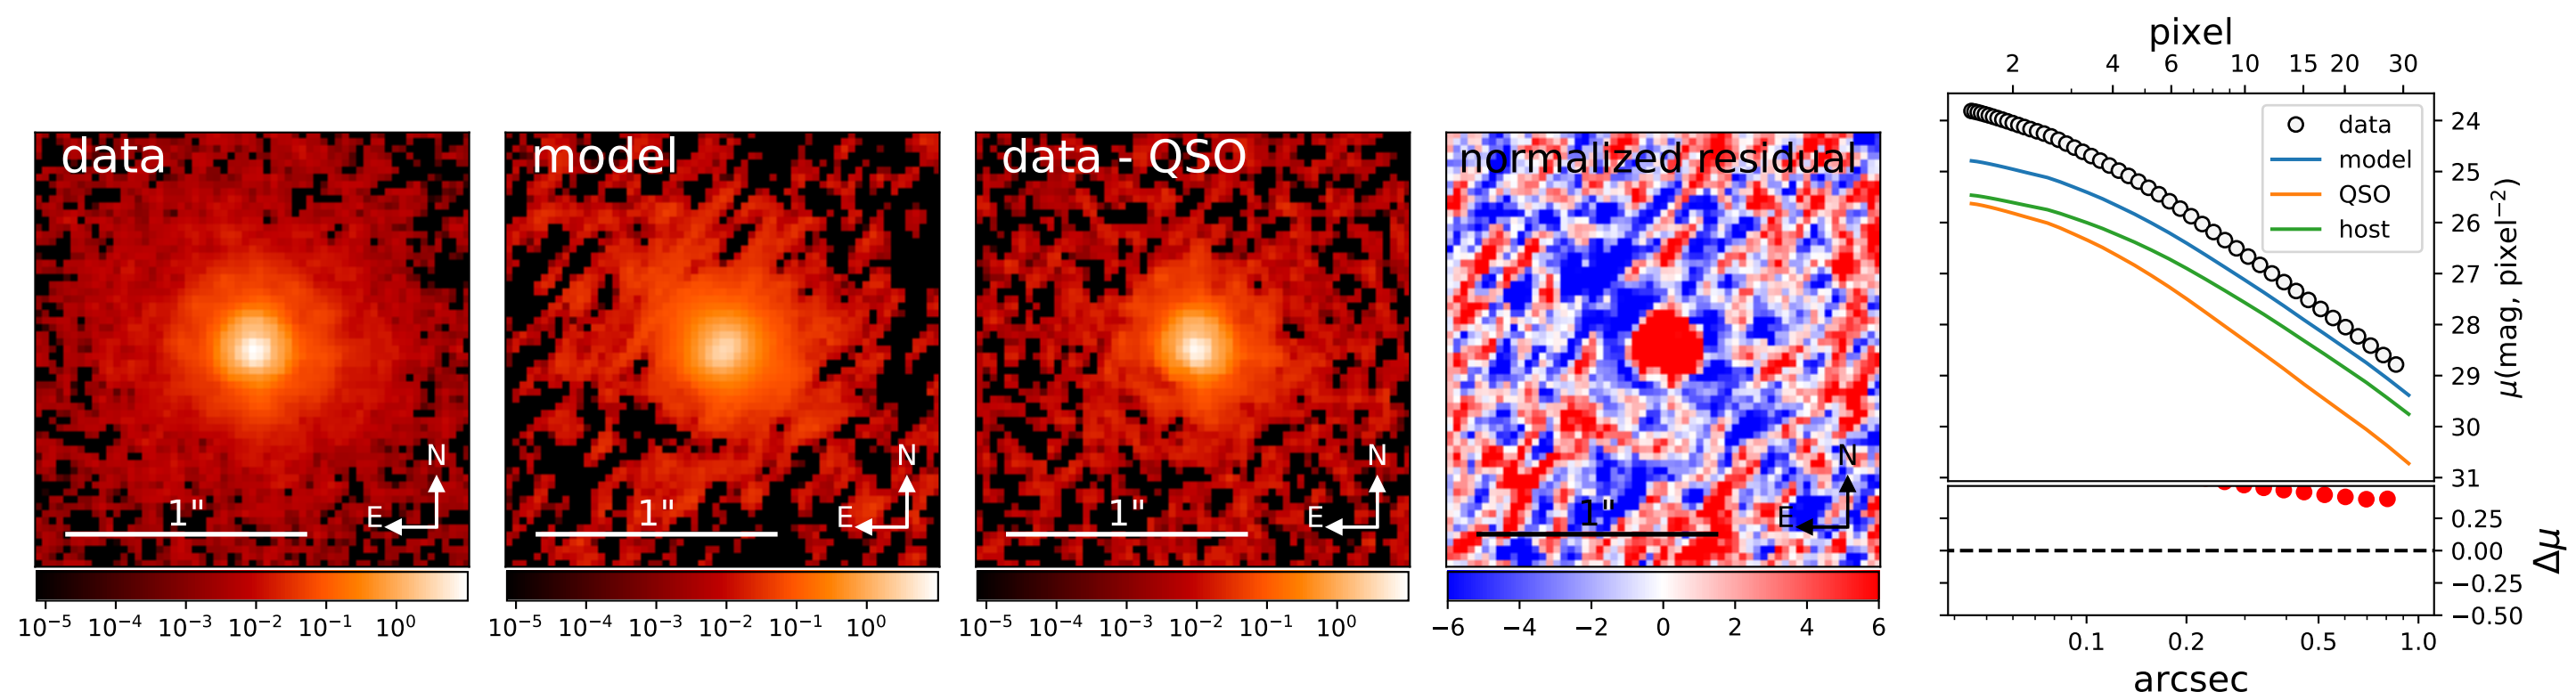 data
N
E
1"
10⁻⁵ 10⁻⁴ 10⁻³ 10⁻² 10⁻¹ 10⁰
model
N
E
1"
10⁻⁵ 10⁻⁴ 10⁻³ 10⁻² 10⁻¹ 10⁰
data - QSO
N
E
1"
10⁻⁵ 10⁻⁴ 10⁻³ 10⁻² 10⁻¹ 10⁰
normalized residual
N
E
1"
−6 −4 −2 0 2 4 6
pixel
2 4 6 10 15 20 30
data
model
QSO
host
24
25
26
27
28
29
30
31
μ(mag, pixel⁻²)
0.25
0.00
−0.25
−0.50
Δμ
0.1 0.2 0.5 1.0
arcsec